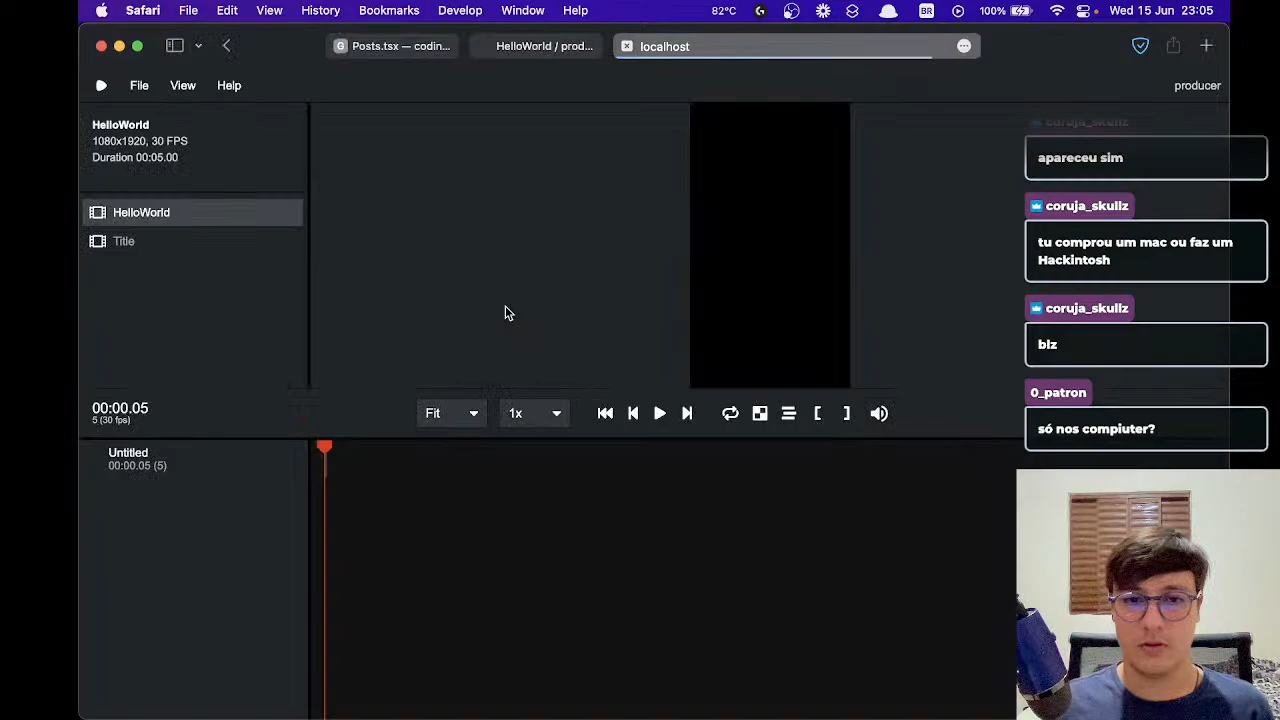 Safari File Edit View History Bookmarks Develop Window Help 82°C BR 100% Wed 15 Jun 23:05
Posts.tsx — codin... HelloWorld / prod... localhost
File View Help producer
HelloWorld
1080x1920, 30 FPS
Duration 00:05.00
HelloWorld
Title
00:00.05
5 (30 fps)
Fit 1x
Untitled
00:00.05 (5)
coruja_skullz
apareceu sim
coruja_skullz
tu comprou um mac ou faz um
Hackintosh
coruja_skullz
blz
0_patron
só nos compiuter?